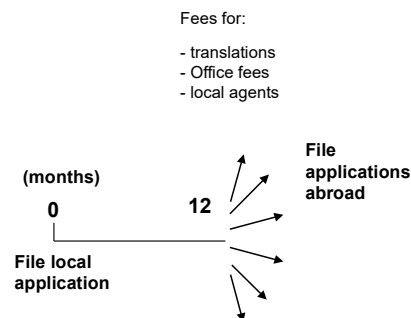 Fees for:
- translations
- Office fees
- local agents
File
applications
abroad
(months)
0
12
File local
application